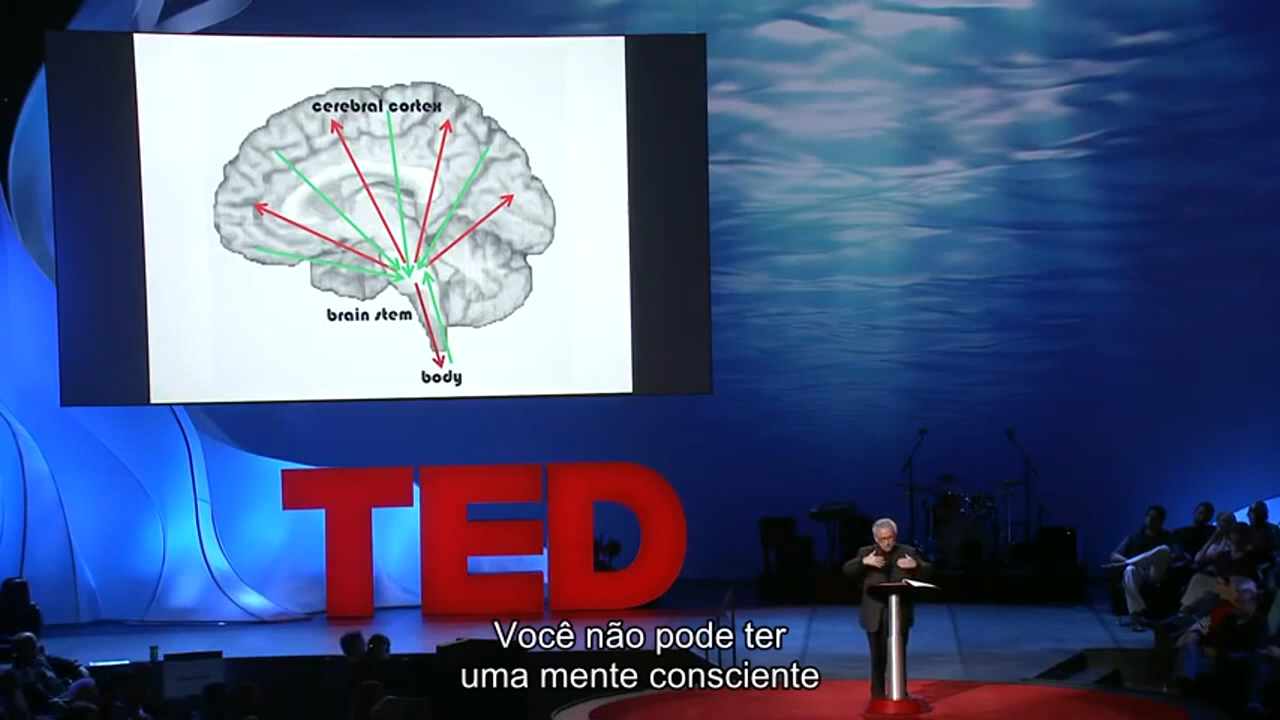 cerebral cortex
brain stem
body
TED
Você não pode ter
uma mente consciente